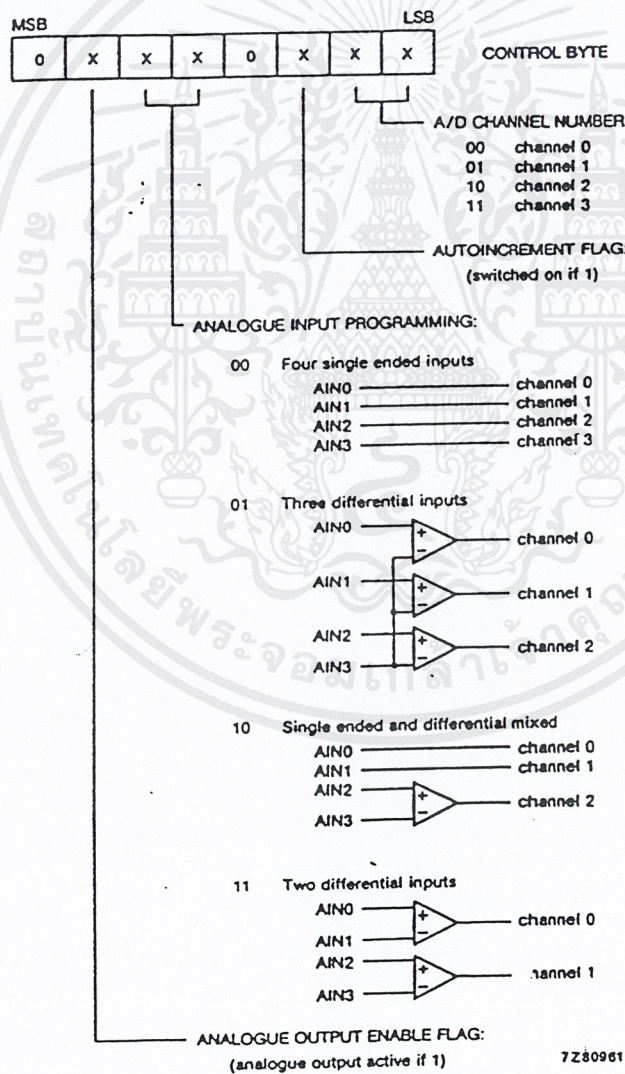 MSB LSB
0 X X X 0 X X X CONTROL BYTE
A/D CHANNEL NUMBER
00 channel 0
01 channel 1
10 channel 2
11 channel 3
AUTOINCREMENT FLAG:
(switched on if 1)
ANALOGUE INPUT PROGRAMMING:
00 Four single ended inputs
AIN0 channel 0
AIN1 channel 1
AIN2 channel 2
AIN3 channel 3
01 Three differential inputs
AIN0 + − channel 0
AIN1 + − channel 1
AIN2 + − channel 2
AIN3
10 Single ended and differential mixed
AIN0 channel 0
AIN1 channel 1
AIN2 + − channel 2
AIN3
11 Two differential inputs
AIN0 + − channel 0
AIN1
AIN2 + − hannel 1
AIN3
ANALOGUE OUTPUT ENABLE FLAG:
(analogue output active if 1)
7Z80961